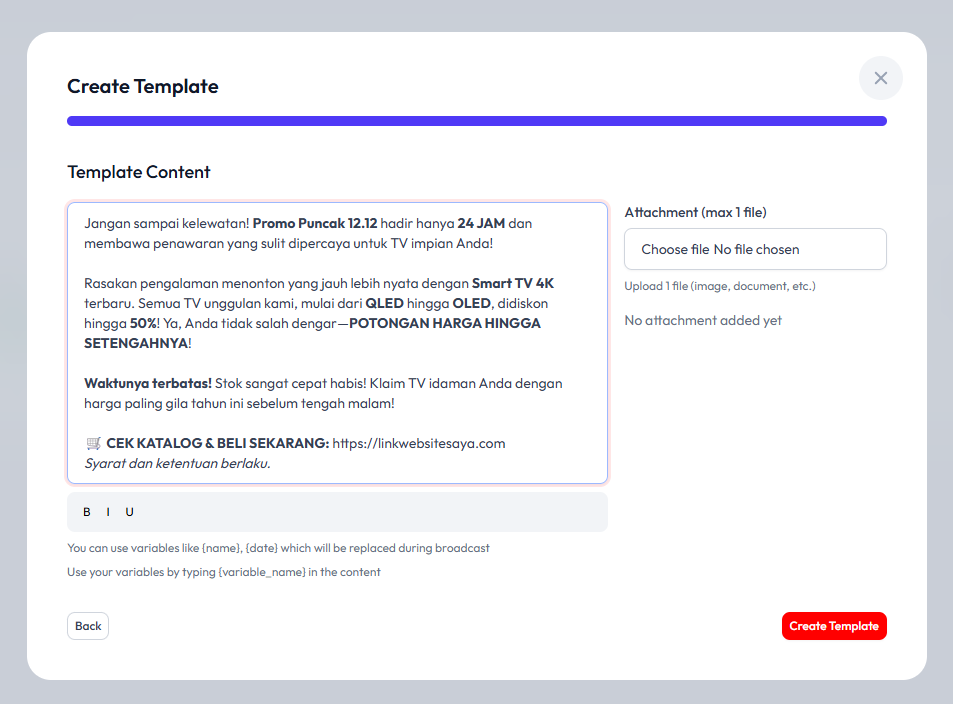 Create Template
Template Content
Jangan sampai kelewatan! Promo Puncak 12.12 hadir hanya 24 JAM dan
membawa penawaran yang sulit dipercaya untuk TV impian Anda!
Rasakan pengalaman menonton yang jauh lebih nyata dengan Smart TV 4K
terbaru. Semua TV unggulan kami, mulai dari QLED hingga OLED, didiskon
hingga 50%! Ya, Anda tidak salah dengar—POTONGAN HARGA HINGGA
SETENGAHNYA!
Waktunya terbatas! Stok sangat cepat habis! Klaim TV idaman Anda dengan
harga paling gila tahun ini sebelum tengah malam!
🛒 CEK KATALOG & BELI SEKARANG: https://linkwebsitesaya.com
Syarat dan ketentuan berlaku.
B I U
You can use variables like {name}, {date} which will be replaced during broadcast
Use your variables by typing {variable_name} in the content
Attachment (max 1 file)
Choose file No file chosen
Upload 1 file (image, document, etc.)
No attachment added yet
Back
Create Template